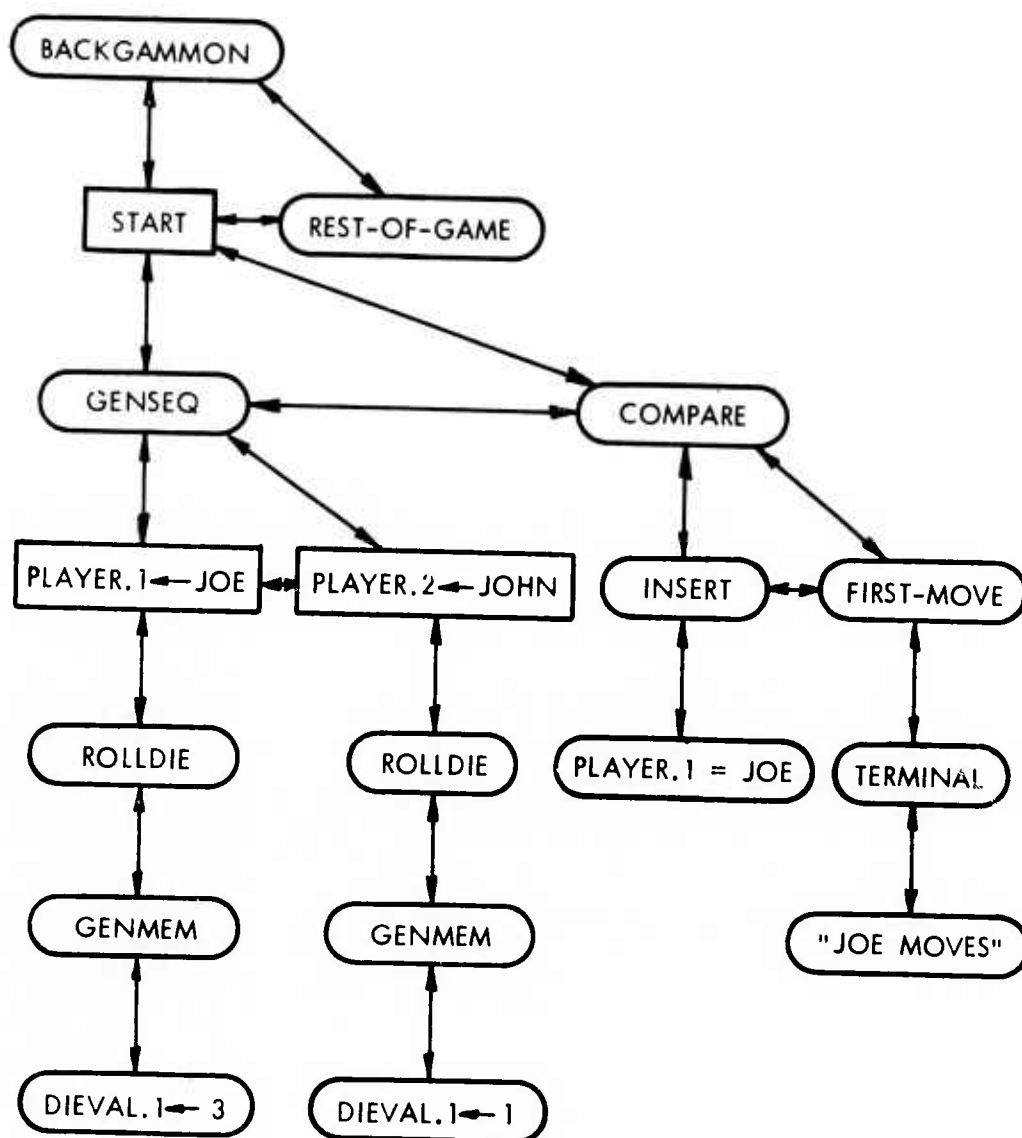 BACKGAMMON
START
REST-OF-GAME
GENSEQ
COMPARE
PLAYER.1←JOE
PLAYER.2←JOHN
INSERT
FIRST-MOVE
ROLLDIE
ROLLDIE
PLAYER.1 = JOE
TERMINAL
GENMEM
GENMEM
"JOE MOVES"
DIEVAL.1← 3
DIEVAL.1← 1